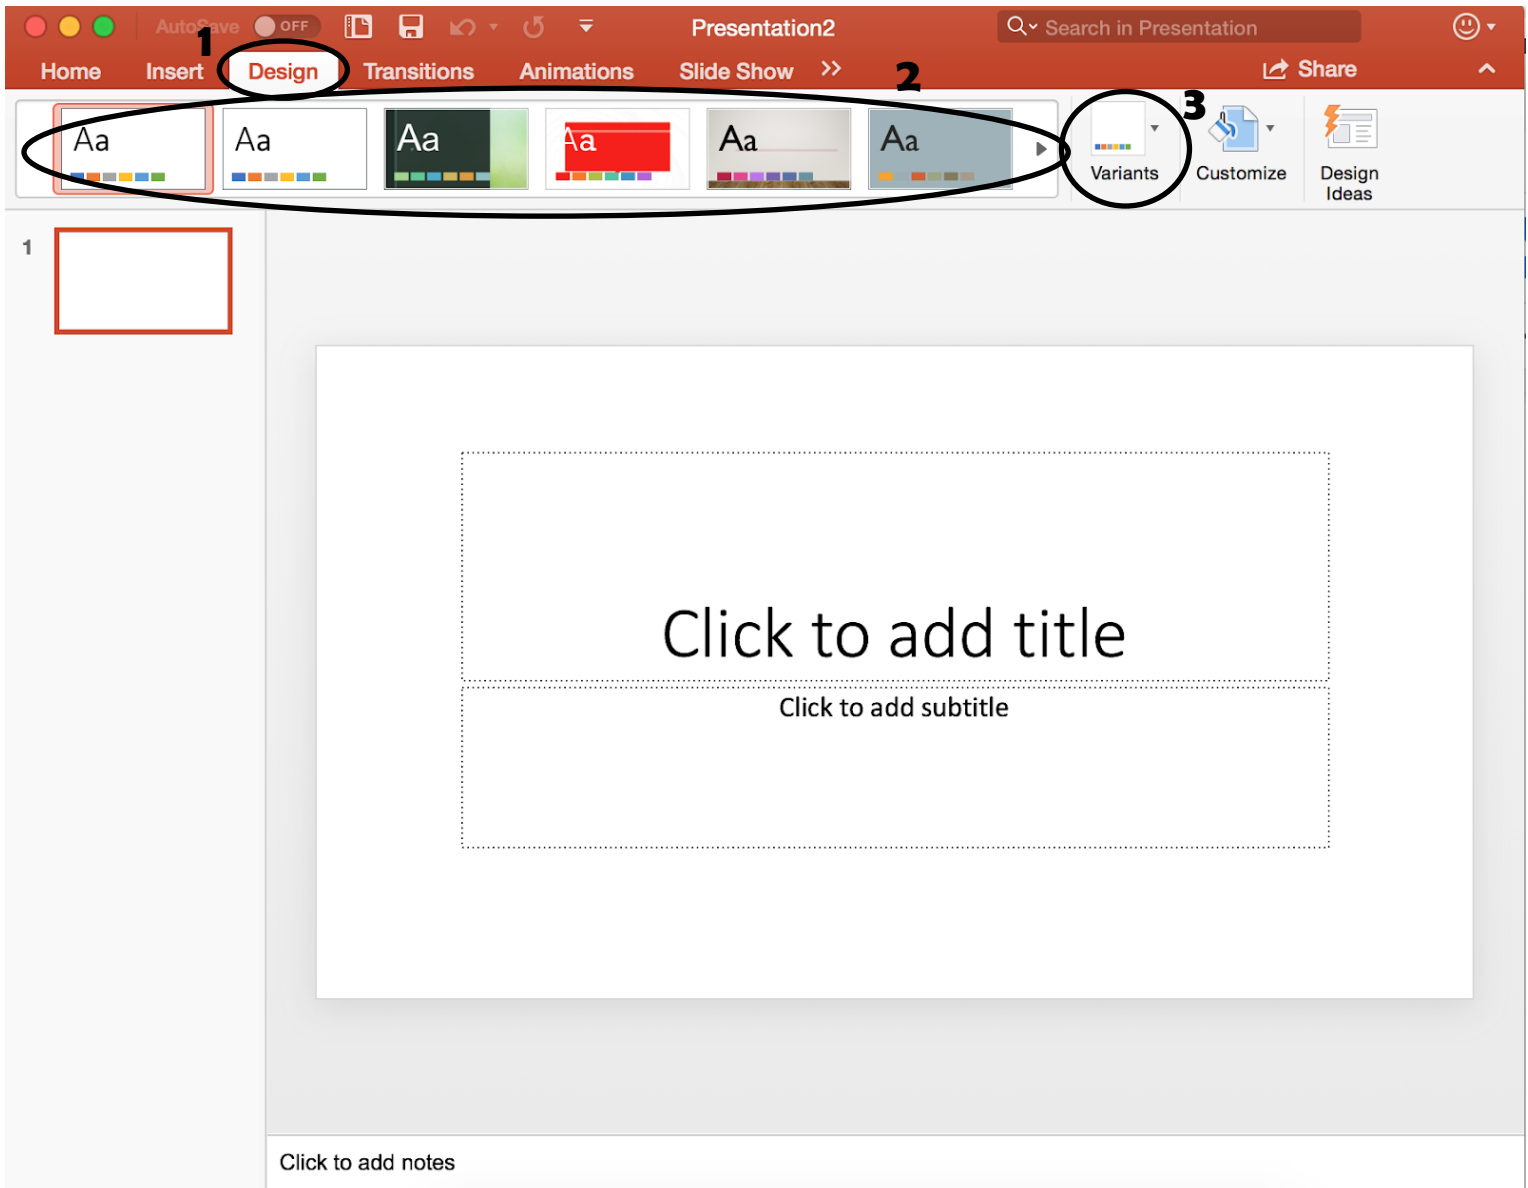 AutoSave OFF Presentation2 Search in Presentation
1
Home Insert Design Transitions Animations Slide Show >> Share
2
3
Aa Aa Aa Aa Aa Aa
Variants Customize Design
Ideas
1
Click to add title
Click to add subtitle
Click to add notes